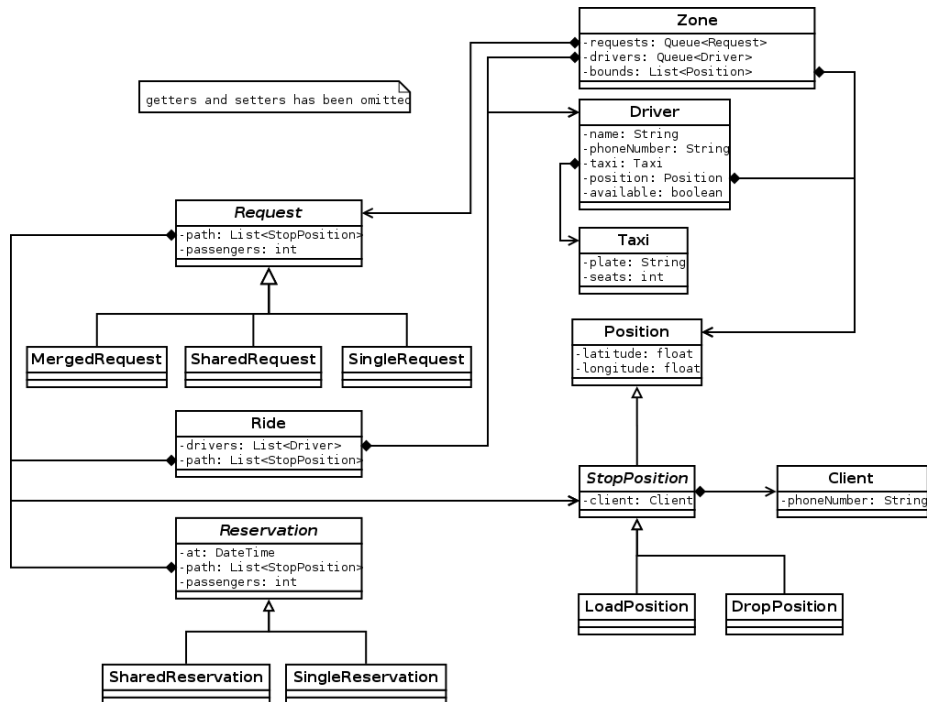 Zone
-requests: Queue<Request>
-drivers: Queue<Driver>
-bounds: List<Position>
getters and setters has been omitted
Driver
-name: String
-phoneNumber: String
-taxi: Taxi
-position: Position
-available: boolean
Request
-path: List<StopPosition>
-passengers: int
Taxi
-plate: String
-seats: int
MergedRequest
SharedRequest
SingleRequest
Position
-latitude: float
-longitude: float
Ride
-drivers: List<Driver>
-path: List<StopPosition>
StopPosition
-client: Client
Client
-phoneNumber: String
Reservation
-at: DateTime
-path: List<StopPosition>
-passengers: int
LoadPosition
DropPosition
SharedReservation
SingleReservation